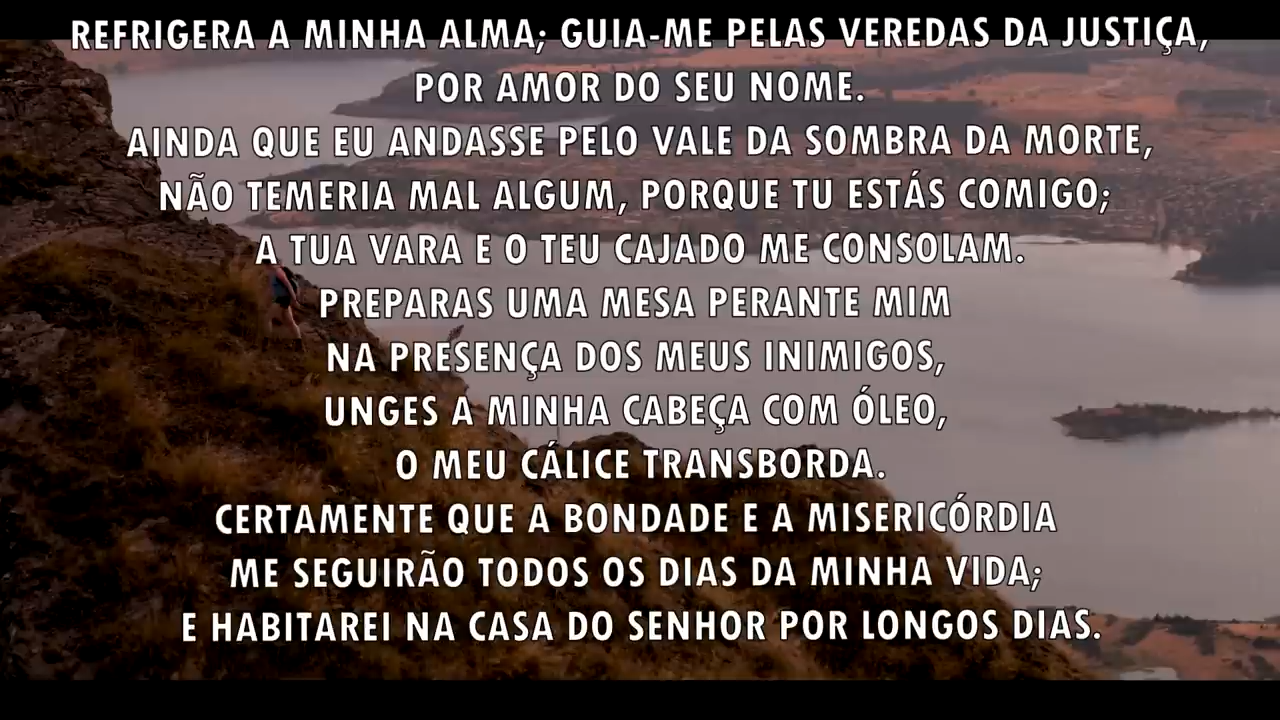 REFRIGERA A MINHA ALMA; GUIA-ME PELAS VEREDAS DA JUSTIÇA,
POR AMOR DO SEU NOME.
AINDA QUE EU ANDASSE PELO VALE DA SOMBRA DA MORTE,
NÃO TEMERIA MAL ALGUM, PORQUE TU ESTÁS COMIGO;
A TUA VARA E O TEU CAJADO ME CONSOLAM.
PREPARAS UMA MESA PERANTE MIM
NA PRESENÇA DOS MEUS INIMIGOS,
UNGES A MINHA CABEÇA COM ÓLEO,
O MEU CÁLICE TRANSBORDA.
CERTAMENTE QUE A BONDADE E A MISERICÓRDIA
ME SEGUIRÃO TODOS OS DIAS DA MINHA VIDA;
E HABITAREI NA CASA DO SENHOR POR LONGOS DIAS.